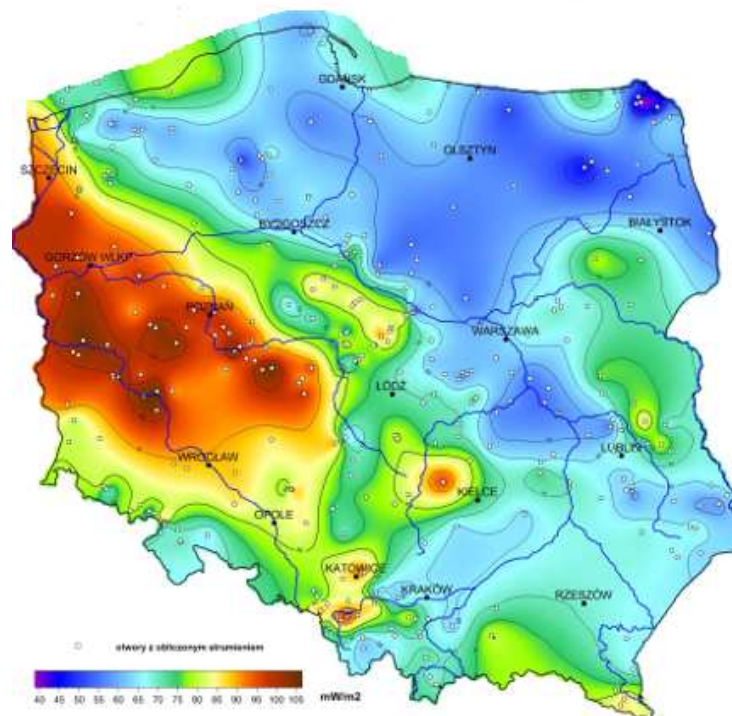 GDAŃSK
OLSZTYN
SZCZECIN
BYDGOSZCZ
BIAŁYSTOK
GORZÓW WLKP
POZNAŃ
WARSZAWA
ŁÓDŹ
LUBLIN
WROCŁAW
KIELCE
OPOLE
KATOWICE
KRAKÓW
RZESZÓW
otwory z obliczonym strumieniem
40 45 50 55 60 65 70 75 80 85 90 95 100 105 mW/m2